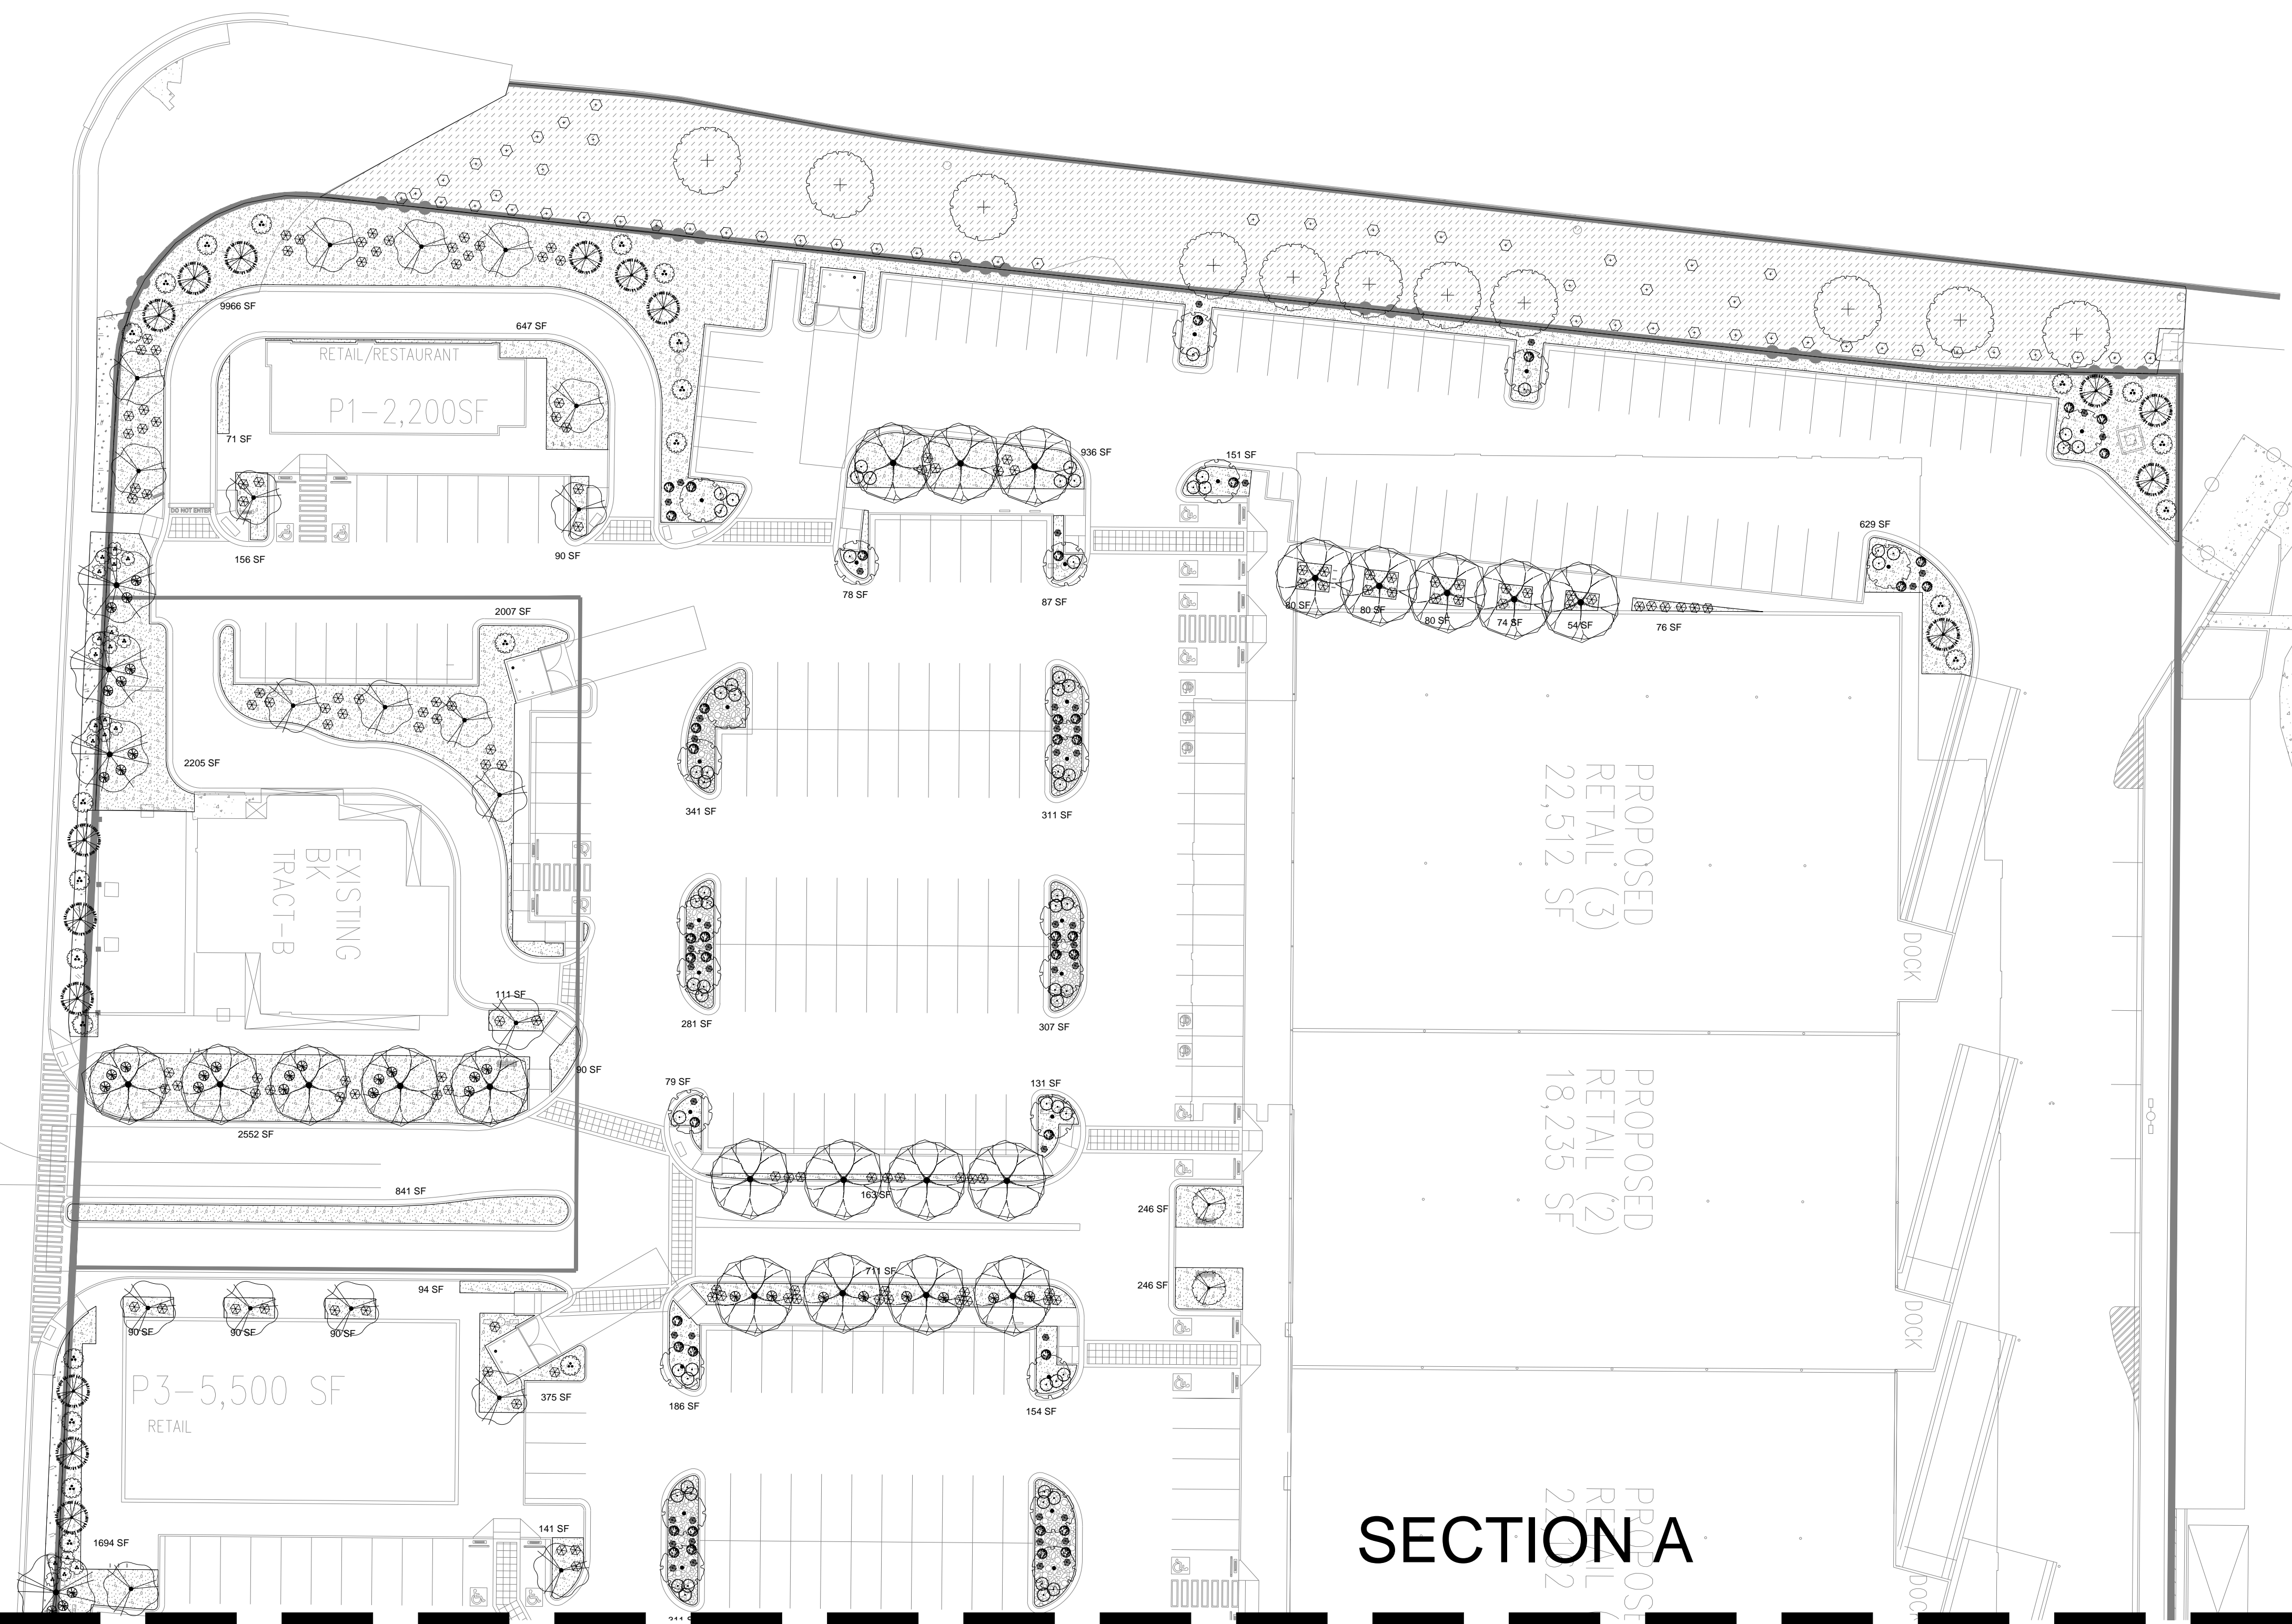 9966 SF
647 SF
RETAIL/RESTAURANT
P1-2,200SF
71 SF
936 SF
151 SF
DO NOT ENTER
629 SF
156 SF
90 SF
78 SF
87 SF
80 SF
80 SF
80 SF
74 SF
54 SF
76 SF
2007 SF
2205 SF
341 SF
311 SF
PROPOSED
RETAIL (3)
22,512 SF
EXISTING
BK
TRACT-B
DOCK
111 SF
281 SF
307 SF
90 SF
79 SF
131 SF
PROPOSED
RETAIL (2)
18,235 SF
2552 SF
841 SF
163 SF
246 SF
94 SF
711 SF
246 SF
90 SF
90 SF
90 SF
DOCK
P3-5,500 SF
RETAIL
375 SF
186 SF
154 SF
1694 SF
141 SF
SECTION A
PROPOSE
RETAIL
DOCK
311